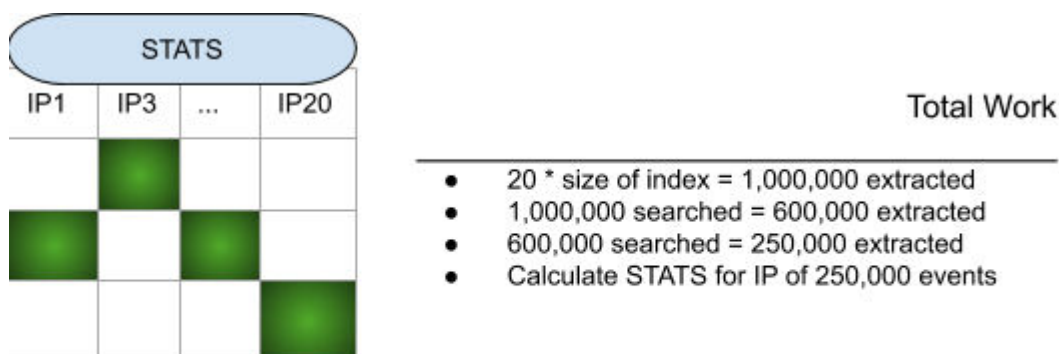 STATS
IP1 IP3 ... IP20
Total Work
● 20 * size of index = 1,000,000 extracted
● 1,000,000 searched = 600,000 extracted
● 600,000 searched = 250,000 extracted
● Calculate STATS for IP of 250,000 events